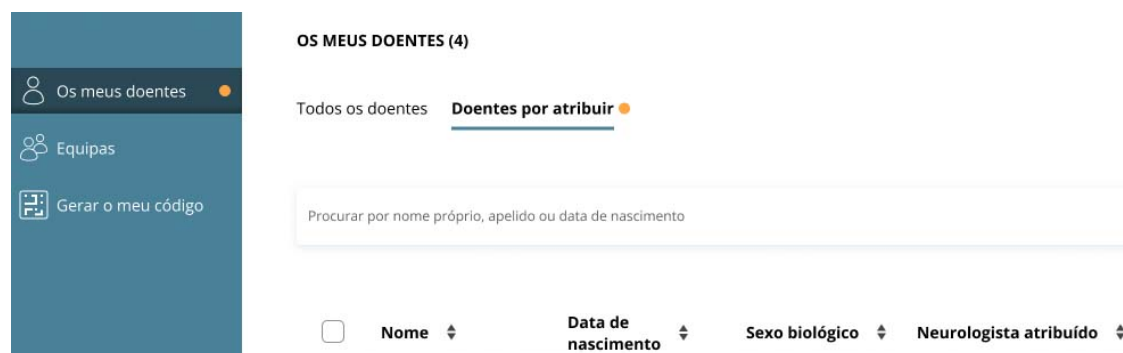 OS MEUS DOENTES (4)
Os meus doentes
Equipas
Gerar o meu código
Todos os doentes Doentes por atribuir
Procurar por nome próprio, apelido ou data de nascimento
Nome Data de nascimento Sexo biológico Neurologista atribuído